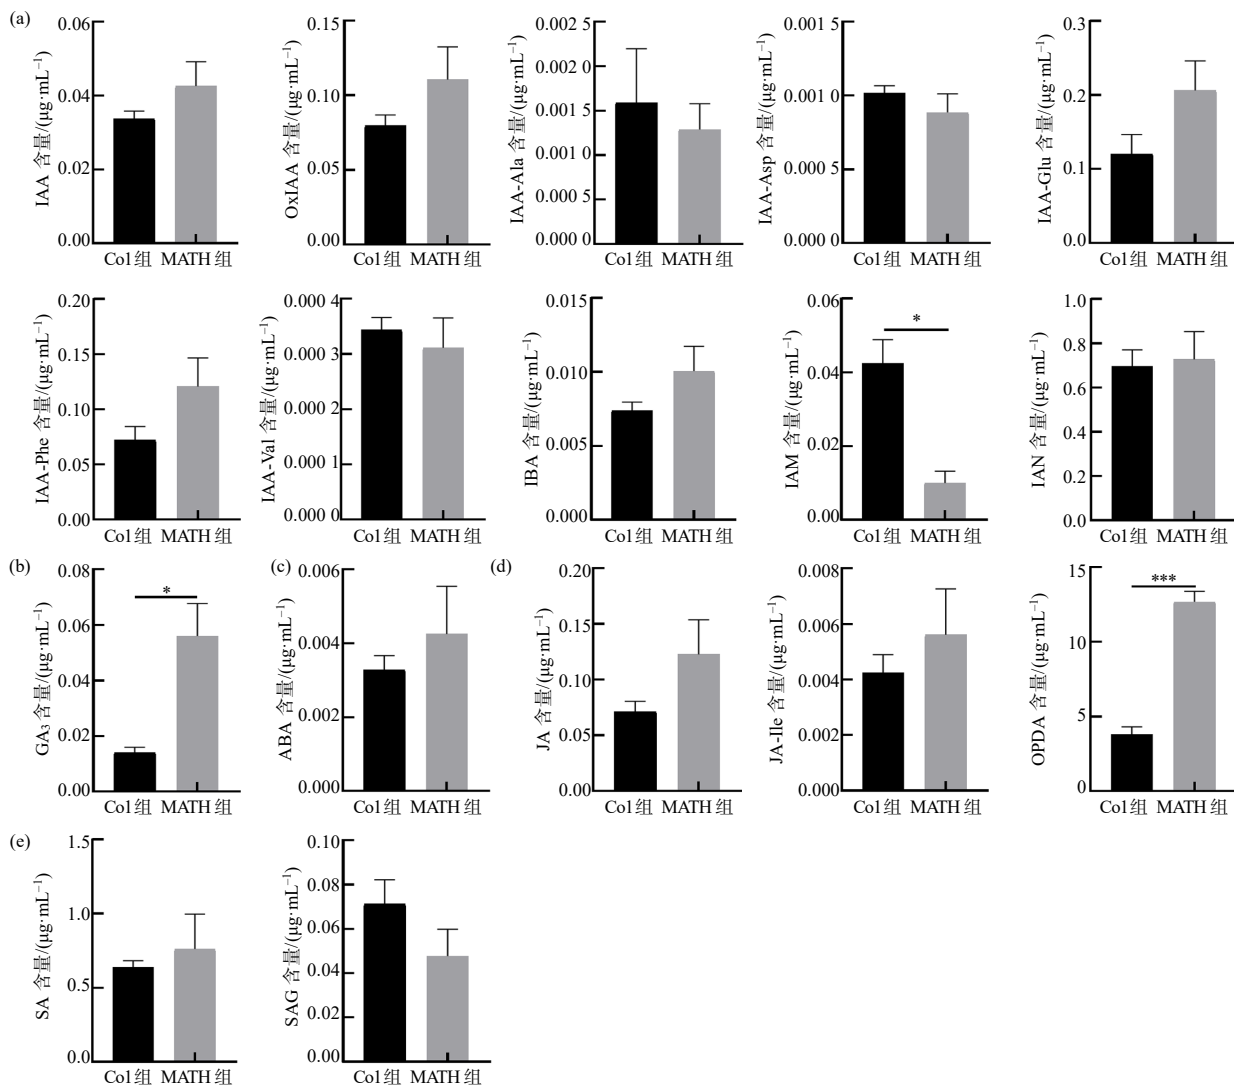 (a)
IAA 含量/(μg·mL⁻¹)
0.06
0.04
0.02
0.00
Col组 MATH组
OxIAA 含量/(μg·mL⁻¹)
0.15
0.10
0.05
0.00
Col组 MATH组
IAA-Ala 含量/(μg·mL⁻¹)
0.002 5
0.002 0
0.001 5
0.001 0
0.000 5
0.000 0
Col组 MATH组
IAA-Asp 含量/(μg·mL⁻¹)
0.001 5
0.001 0
0.000 5
0.000 0
Col组 MATH组
IAA-Glu 含量/(μg·mL⁻¹)
0.3
0.2
0.1
0.0
Col组 MATH组
IAA-Phe 含量/(μg·mL⁻¹)
0.20
0.15
0.10
0.05
0.00
Col组 MATH组
IAA-Val 含量/(μg·mL⁻¹)
0.000 4
0.000 3
0.000 2
0.000 1
0.000 0
Col组 MATH组
IBA 含量/(μg·mL⁻¹)
0.015
0.010
0.005
0.000
Col组 MATH组
IAM 含量/(μg·mL⁻¹)
0.06
0.04
0.02
0.00
*
Col组 MATH组
IAN 含量/(μg·mL⁻¹)
1.0
0.8
0.6
0.4
0.2
0.0
Col组 MATH组
(b)
GA₃ 含量/(μg·mL⁻¹)
0.08
0.06
0.04
0.02
0.00
*
Col组 MATH组
(c)
ABA 含量/(μg·mL⁻¹)
0.006
0.004
0.002
0.000
Col组 MATH组
(d)
JA 含量/(μg·mL⁻¹)
0.20
0.15
0.10
0.05
0.00
Col组 MATH组
JA-Ile 含量/(μg·mL⁻¹)
0.008
0.006
0.004
0.002
0.000
Col组 MATH组
OPDA 含量/(μg·mL⁻¹)
15
10
5
0
***
Col组 MATH组
(e)
SA 含量/(μg·mL⁻¹)
1.5
1.0
0.5
0.0
Col组 MATH组
SAG 含量/(μg·mL⁻¹)
0.10
0.08
0.06
0.04
0.02
0.00
Col组 MATH组